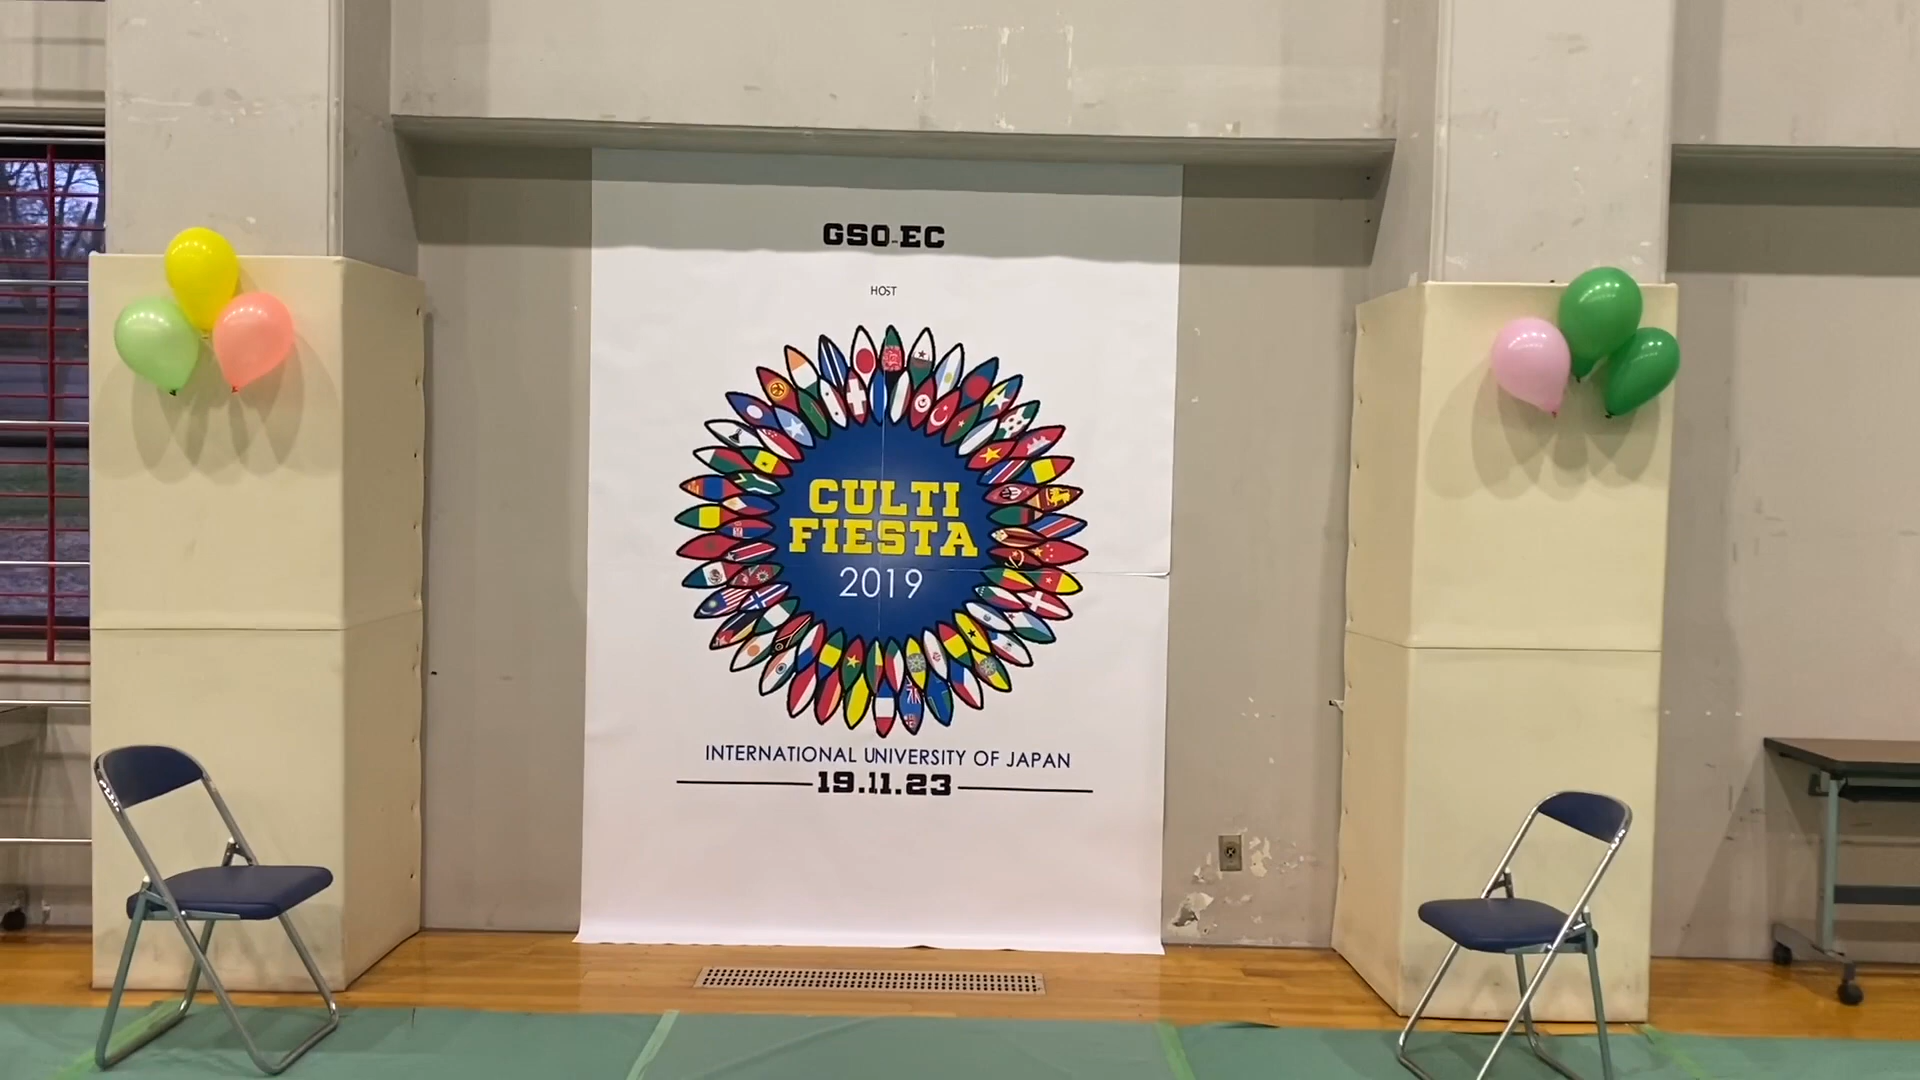 GSO-EC
HOST
CULTI
FIESTA
2019
INTERNATIONAL UNIVERSITY OF JAPAN
19.11.23